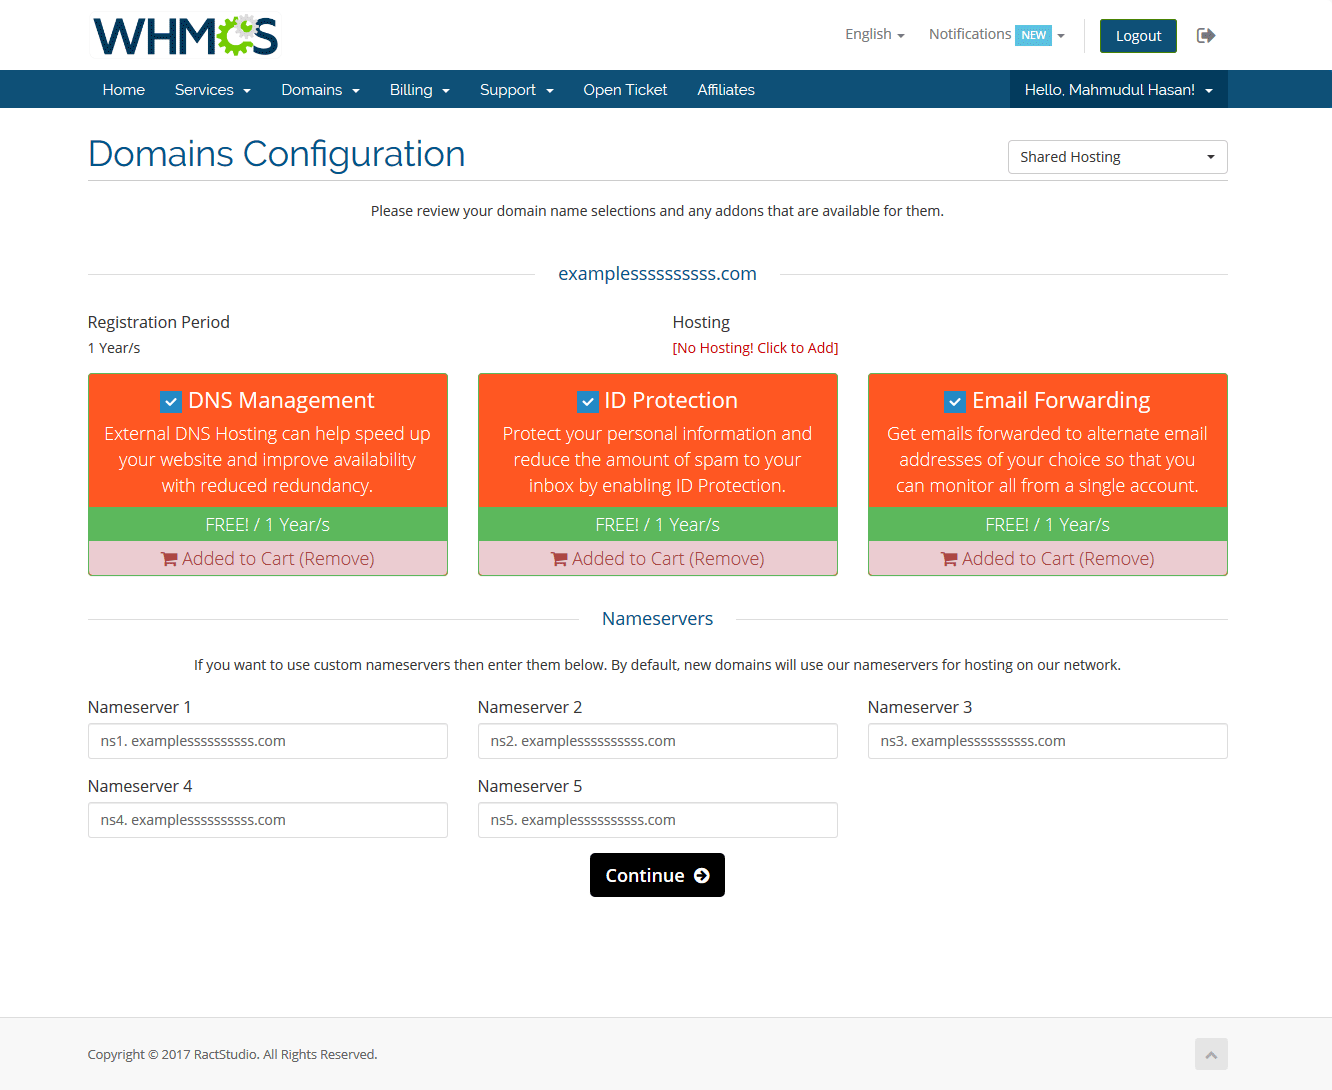 WHMCS
English
Notifications NEW
Logout
Home Services Domains Billing Support Open Ticket Affiliates
Hello, Mahmudul Hasan!
Domains Configuration
Shared Hosting
Please review your domain name selections and any addons that are available for them.
examplessssssssss.com
Registration Period
1 Year/s
Hosting
[No Hosting! Click to Add]
DNS Management
External DNS Hosting can help speed up
your website and improve availability
with reduced redundancy.
FREE! / 1 Year/s
Added to Cart (Remove)
ID Protection
Protect your personal information and
reduce the amount of spam to your
inbox by enabling ID Protection.
FREE! / 1 Year/s
Added to Cart (Remove)
Email Forwarding
Get emails forwarded to alternate email
addresses of your choice so that you
can monitor all from a single account.
FREE! / 1 Year/s
Added to Cart (Remove)
Nameservers
If you want to use custom nameservers then enter them below. By default, new domains will use our nameservers for hosting on our network.
Nameserver 1
ns1. examplessssssssss.com
Nameserver 2
ns2. examplessssssssss.com
Nameserver 3
ns3. examplessssssssss.com
Nameserver 4
ns4. examplessssssssss.com
Nameserver 5
ns5. examplessssssssss.com
Continue
Copyright © 2017 RactStudio. All Rights Reserved.